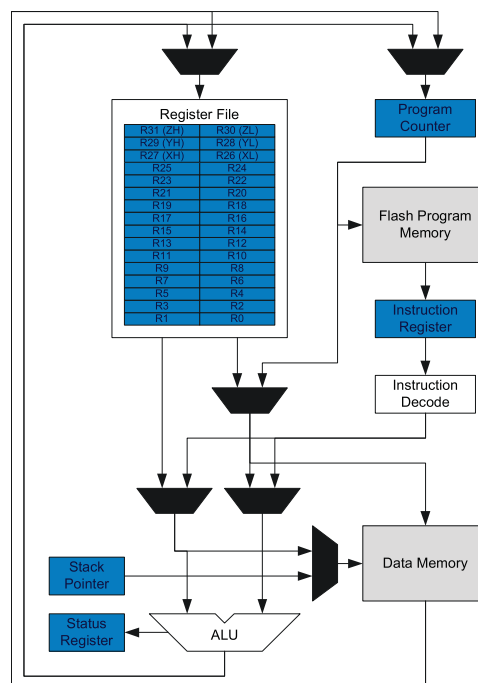 Register File
R31 (ZH) R30 (ZL)
R29 (YH) R28 (YL)
R27 (XH) R26 (XL)
R25 R24
R23 R22
R21 R20
R19 R18
R17 R16
R15 R14
R13 R12
R11 R10
R9 R8
R7 R6
R5 R4
R3 R2
R1 R0
Program
Counter
Flash Program
Memory
Instruction
Register
Instruction
Decode
Data Memory
Stack
Pointer
Status
Register
ALU